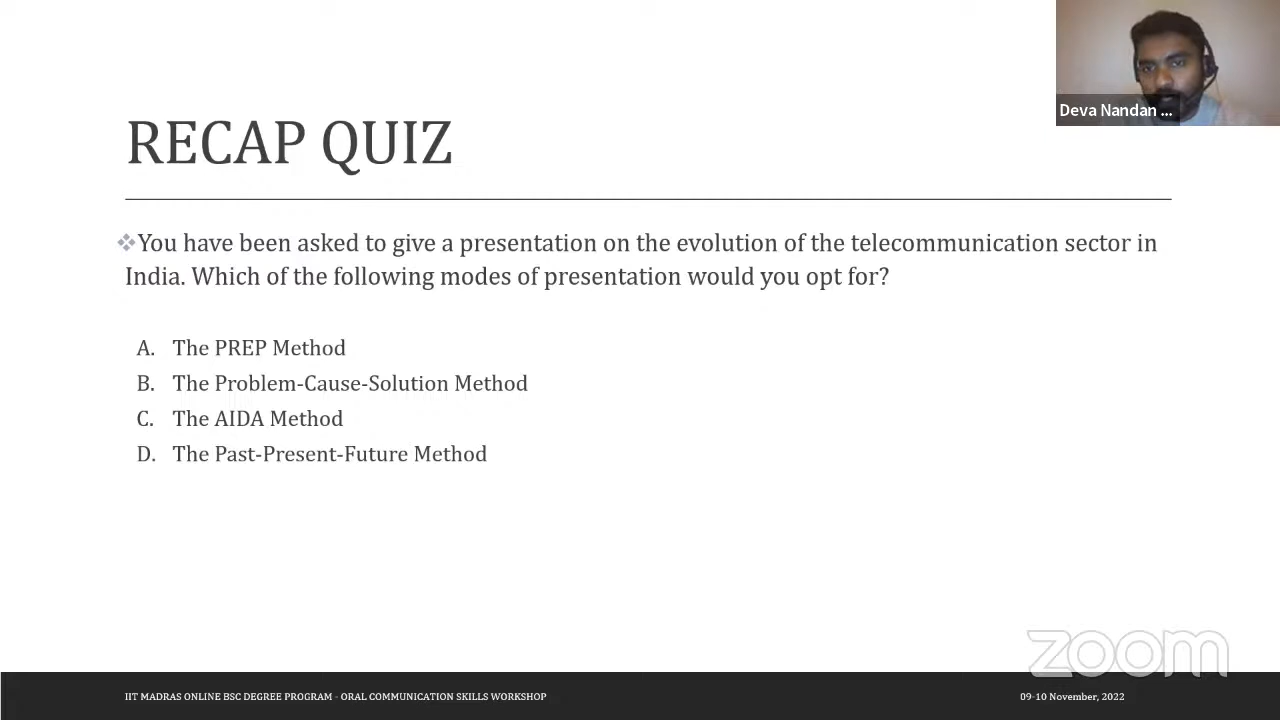 Deva Nandan ...
RECAP QUIZ
❖You have been asked to give a presentation on the evolution of the telecommunication sector in
India. Which of the following modes of presentation would you opt for?
A. The PREP Method
B. The Problem-Cause-Solution Method
C. The AIDA Method
D. The Past-Present-Future Method
zoom
IIT MADRAS ONLINE BSC DEGREE PROGRAM - ORAL COMMUNICATION SKILLS WORKSHOP
09-10 November, 2022